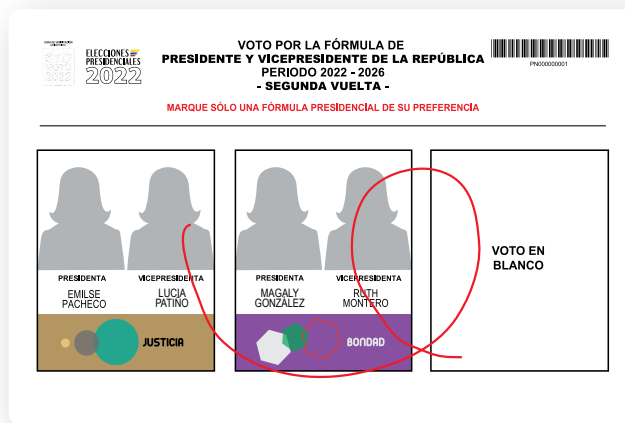 ELECCIONES
PRESIDENCIALES
2022
VOTO POR LA FÓRMULA DE
PRESIDENTE Y VICEPRESIDENTE DE LA REPÚBLICA
PERIODO 2022 - 2026
- SEGUNDA VUELTA -
PN000000001
MARQUE SÓLO UNA FÓRMULA PRESIDENCIAL DE SU PREFERENCIA
PRESIDENTA VICEPRESIDENTA
EMILSE LUCIA
PACHECO PATIÑO
JUSTICIA
PRESIDENTA VICEPRESIDENTA
MAGALY RUTH
GONZÁLEZ MONTERO
BONDAD
VOTO EN
BLANCO